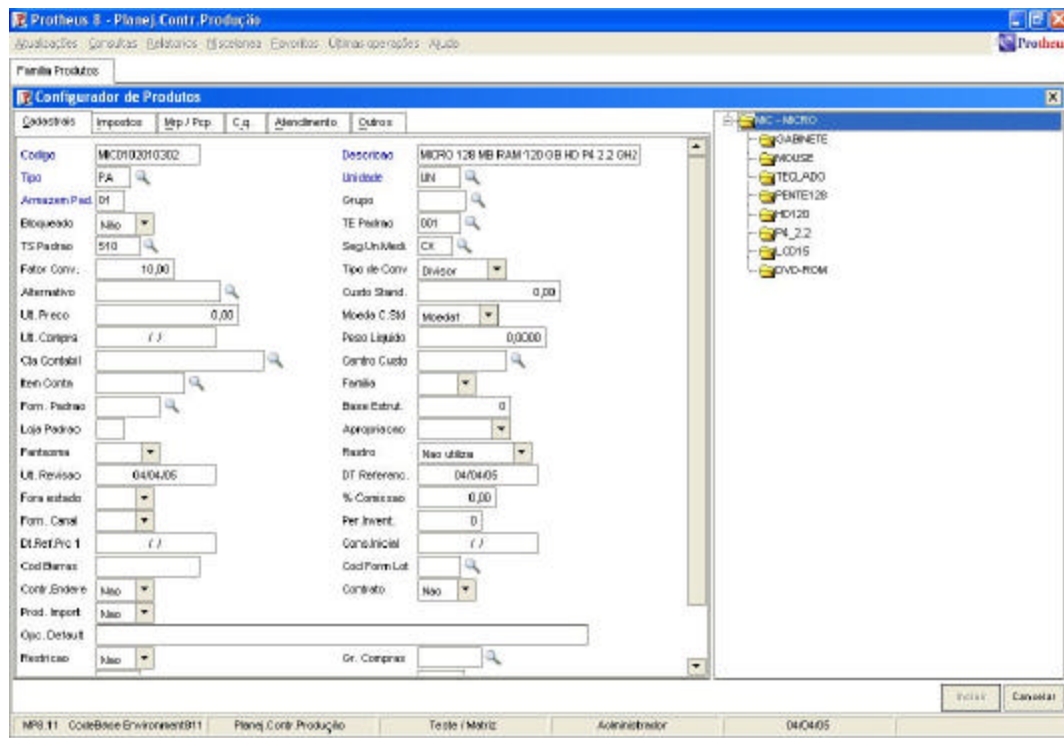 Protheus 8 - Planej.Contr.Produção
Atualizações Consultas Relatorios Miscelanea Favoritos Últimas operações Ajuda
Protheu
Familia Produtos
Configurador de Produtos
Cadastrais Impostos Mrp / Pcp C.q. Atendimento Outros
Codigo MIC0102010302 Descricao MICRO 128 MB RAM 120 GB HD P4 2.2 GHZ
Tipo PA Unidade UN
Armazem Pad. 01 Grupo
Bloqueado Não TE Padrao 001
TS Padrao 510 Seg.Un.Medi. CX
Fator Conv. 10,00 Tipo de Conv Divisor
Alternativo Custo Stand. 0,00
Ult. Preco 0,00 Moeda C.Std Moeda1
Ult. Compra / / Peso Liquido 0,0000
Cta Contabil Centro Custo
Item Conta Familia
Forn. Padrao Base Estrut. 0
Loja Padrao Apropriacao
Fantasma Rastro Nao utiliza
Ult. Revisao 04/04/05 DT Referenc. 04/04/05
Fora estado % Comissao 0,00
Forn. Canal Per.Invent. 0
Dt.Ref.Prc 1 / / Cons.Inicial / /
Cod Barras Cod Form Lot
Contr.Endere Nao Contrato Nao
Prod. Import Nao
Opc. Default
Restricao Nao Gr. Compras
MIC - MICRO
GABINETE
MOUSE
TECLADO
PENTE128
HD120
P4_2.2
LCD15
DVD-ROM
Incluir Cancelar
MP8.11 CodeBase Environment811 Planej.Contr.Produção Teste / Matriz Administrador 04/04/05